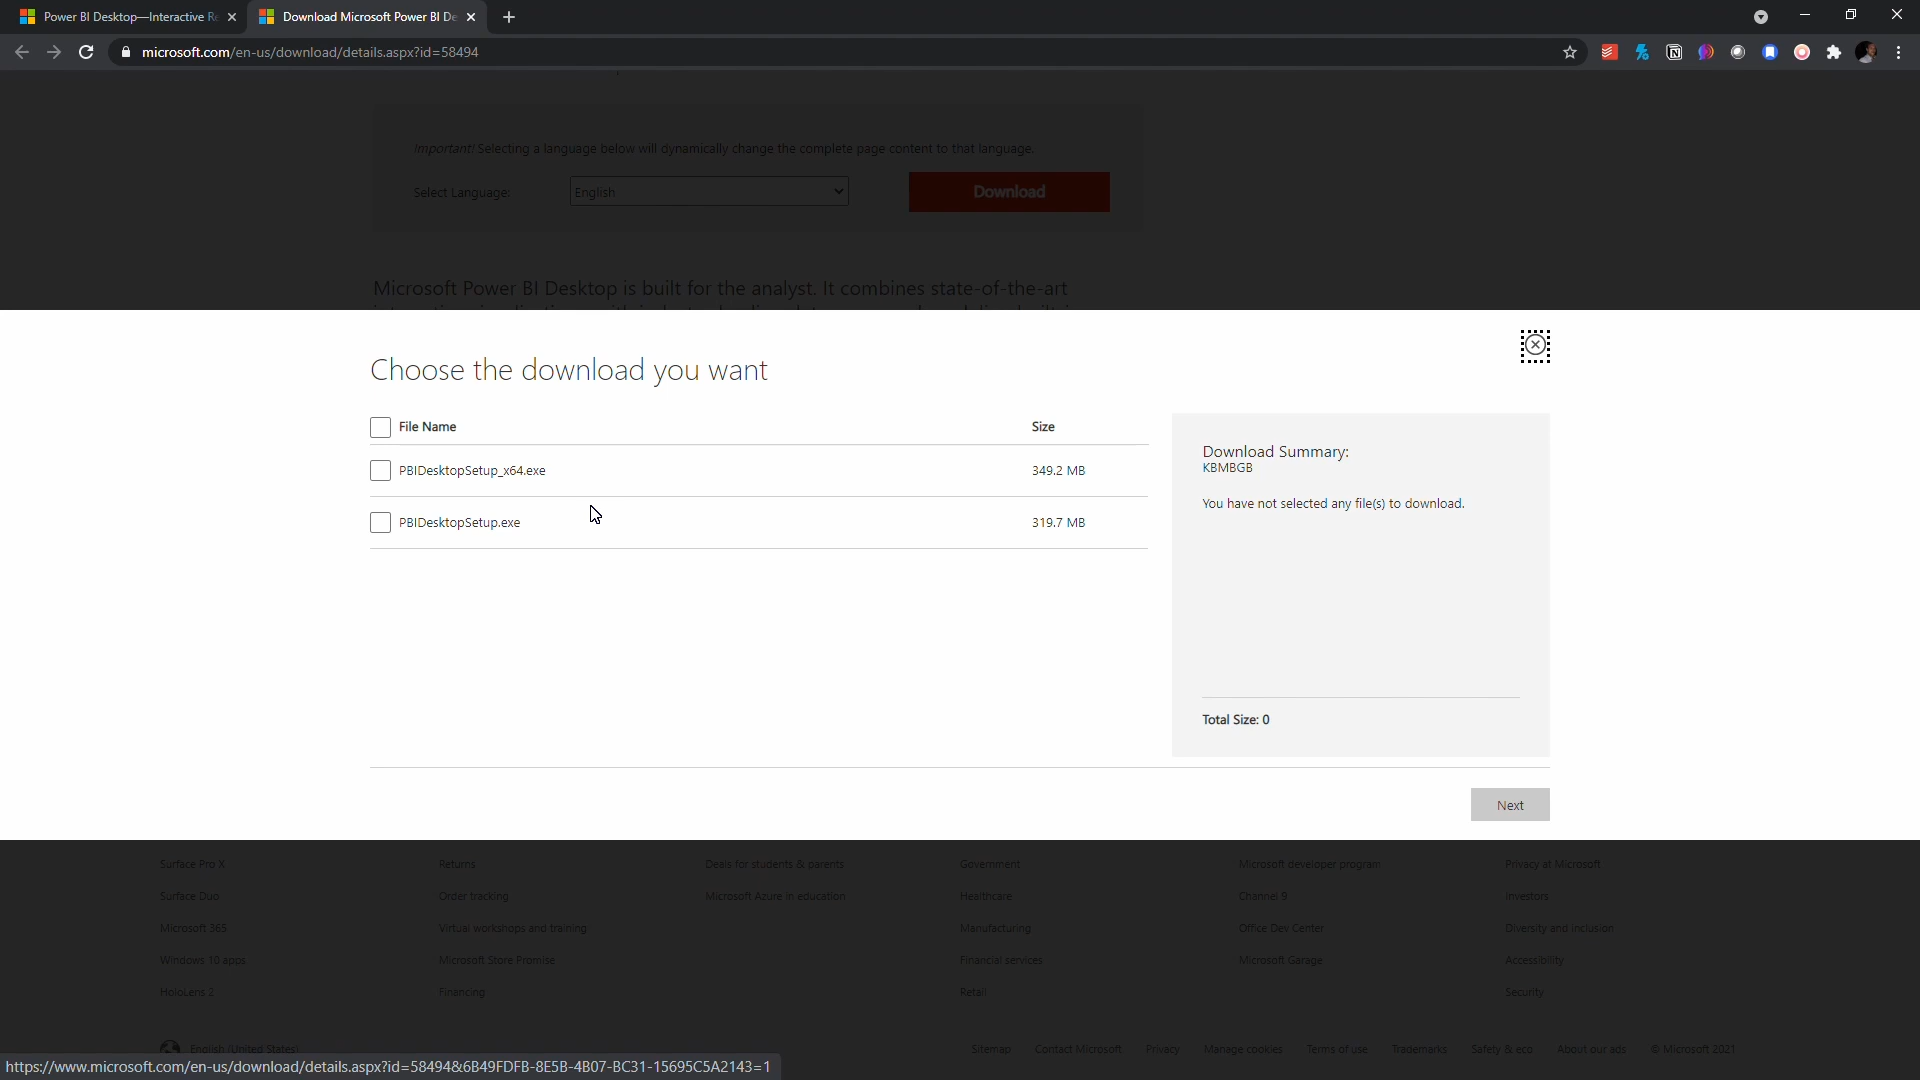 Power BI Desktop—Interactive Re
Download Microsoft Power BI De
microsoft.com/en-us/download/details.aspx?id=58494
Important! Selecting a language below will dynamically change the complete page content to that language.
Select Language:
English
Download
Microsoft Power BI Desktop is built for the analyst. It combines state-of-the-art
Choose the download you want
File Name
Size
PBIDesktopSetup_x64.exe
349.2 MB
PBIDesktopSetup.exe
319.7 MB
Download Summary:
KBMBGB
You have not selected any file(s) to download.
Total Size: 0
Next
Surface Pro X
Returns
Deals for students & parents
Government
Microsoft developer program
Privacy at Microsoft
Surface Duo
Order tracking
Microsoft Azure in education
Healthcare
Channel 9
Investors
Microsoft 365
Virtual workshops and training
Manufacturing
Office Dev Center
Diversity and inclusion
Windows 10 apps
Microsoft Store Promise
Financial services
Microsoft Garage
Accessibility
HoloLens 2
Financing
Retail
Security
English (United States)
Sitemap
Contact Microsoft
Privacy
Manage cookies
Terms of use
Trademarks
Safety & eco
About our ads
© Microsoft 2021
https://www.microsoft.com/en-us/download/details.aspx?id=58494&6B49FDFB-8E5B-4B07-BC31-15695C5A2143=1